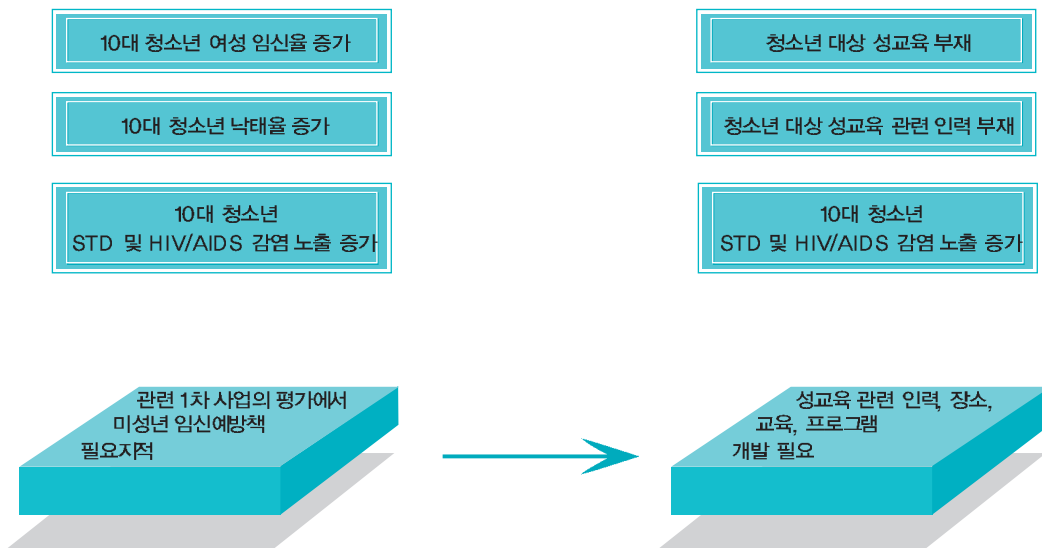 10대 청소년 여성 임신율 증가
10대 청소년 낙태율 증가
10대 청소년
STD 및 HIV/AIDS 감염 노출 증가
관련 1차 사업의 평가에서
미성년 임신예방책
필요지적
청소년 대상 성교육 부재
청소년 대상 성교육 관련 인력 부재
10대 청소년
STD 및 HIV/AIDS 감염 노출 증가
성교육 관련 인력, 장소,
교육, 프로그램
개발 필요